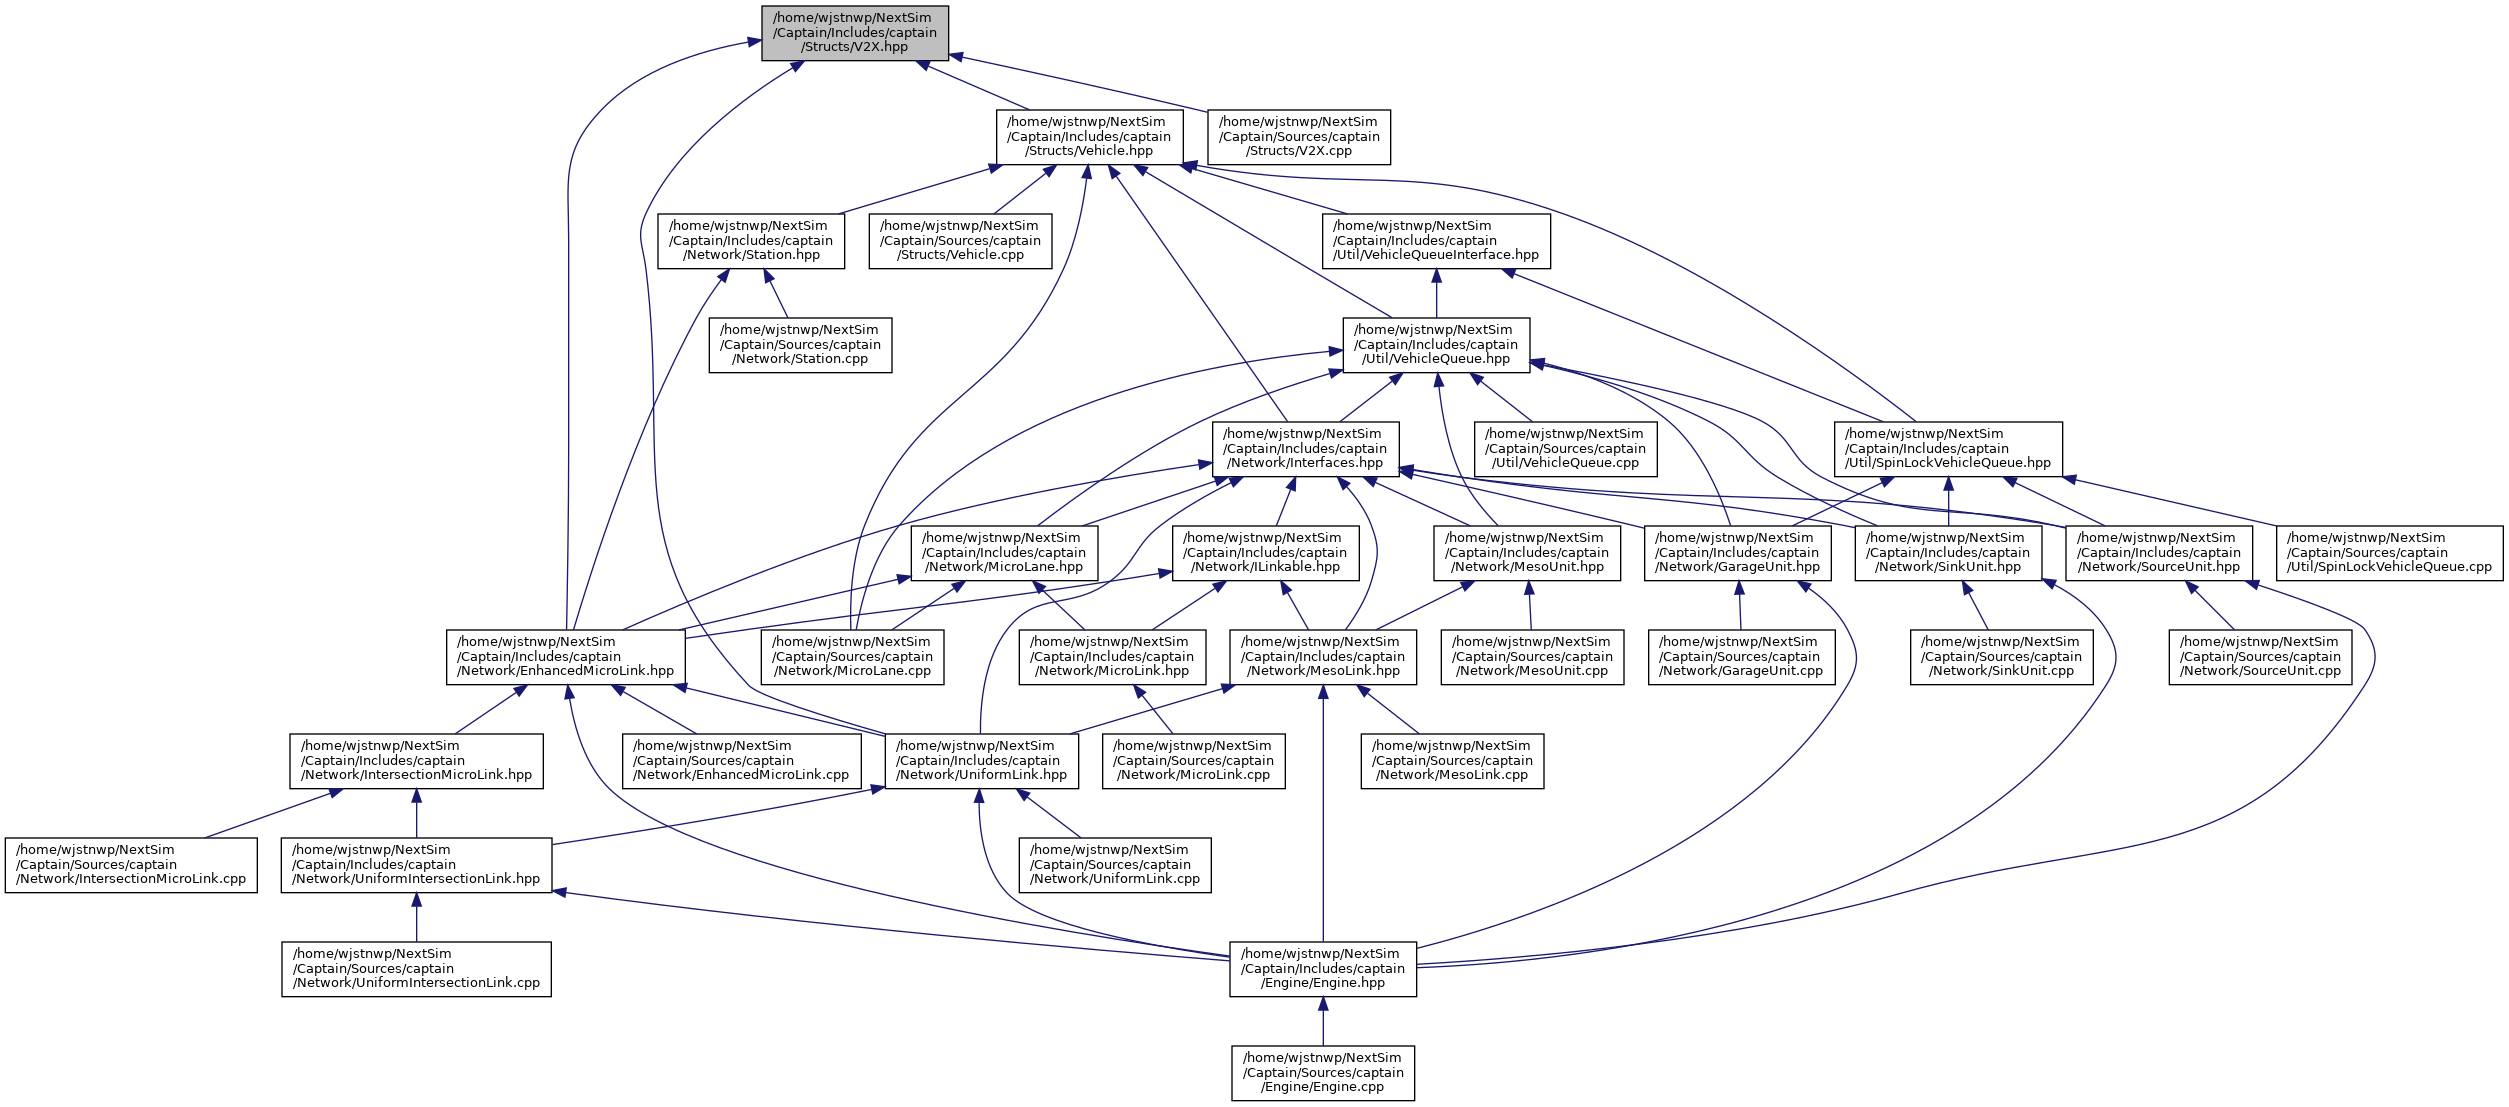 /home/wjstnwp/NextSim
/Captain/Includes/captain
/Structs/V2X.hpp
/home/wjstnwp/NextSim
/Captain/Includes/captain
/Structs/Vehicle.hpp
/home/wjstnwp/NextSim
/Captain/Sources/captain
/Structs/V2X.cpp
/home/wjstnwp/NextSim
/Captain/Includes/captain
/Network/Station.hpp
/home/wjstnwp/NextSim
/Captain/Sources/captain
/Structs/Vehicle.cpp
/home/wjstnwp/NextSim
/Captain/Includes/captain
/Util/VehicleQueueInterface.hpp
/home/wjstnwp/NextSim
/Captain/Sources/captain
/Network/Station.cpp
/home/wjstnwp/NextSim
/Captain/Includes/captain
/Util/VehicleQueue.hpp
/home/wjstnwp/NextSim
/Captain/Includes/captain
/Network/Interfaces.hpp
/home/wjstnwp/NextSim
/Captain/Sources/captain
/Util/VehicleQueue.cpp
/home/wjstnwp/NextSim
/Captain/Includes/captain
/Util/SpinLockVehicleQueue.hpp
/home/wjstnwp/NextSim
/Captain/Includes/captain
/Network/MicroLane.hpp
/home/wjstnwp/NextSim
/Captain/Includes/captain
/Network/ILinkable.hpp
/home/wjstnwp/NextSim
/Captain/Includes/captain
/Network/MesoUnit.hpp
/home/wjstnwp/NextSim
/Captain/Includes/captain
/Network/GarageUnit.hpp
/home/wjstnwp/NextSim
/Captain/Includes/captain
/Network/SinkUnit.hpp
/home/wjstnwp/NextSim
/Captain/Includes/captain
/Network/SourceUnit.hpp
/home/wjstnwp/NextSim
/Captain/Sources/captain
/Util/SpinLockVehicleQueue.cpp
/home/wjstnwp/NextSim
/Captain/Includes/captain
/Network/EnhancedMicroLink.hpp
/home/wjstnwp/NextSim
/Captain/Sources/captain
/Network/MicroLane.cpp
/home/wjstnwp/NextSim
/Captain/Includes/captain
/Network/MicroLink.hpp
/home/wjstnwp/NextSim
/Captain/Includes/captain
/Network/MesoLink.hpp
/home/wjstnwp/NextSim
/Captain/Sources/captain
/Network/MesoUnit.cpp
/home/wjstnwp/NextSim
/Captain/Sources/captain
/Network/GarageUnit.cpp
/home/wjstnwp/NextSim
/Captain/Sources/captain
/Network/SinkUnit.cpp
/home/wjstnwp/NextSim
/Captain/Sources/captain
/Network/SourceUnit.cpp
/home/wjstnwp/NextSim
/Captain/Includes/captain
/Network/IntersectionMicroLink.hpp
/home/wjstnwp/NextSim
/Captain/Sources/captain
/Network/EnhancedMicroLink.cpp
/home/wjstnwp/NextSim
/Captain/Includes/captain
/Network/UniformLink.hpp
/home/wjstnwp/NextSim
/Captain/Sources/captain
/Network/MicroLink.cpp
/home/wjstnwp/NextSim
/Captain/Sources/captain
/Network/MesoLink.cpp
/home/wjstnwp/NextSim
/Captain/Sources/captain
/Network/IntersectionMicroLink.cpp
/home/wjstnwp/NextSim
/Captain/Includes/captain
/Network/UniformIntersectionLink.hpp
/home/wjstnwp/NextSim
/Captain/Sources/captain
/Network/UniformLink.cpp
/home/wjstnwp/NextSim
/Captain/Sources/captain
/Network/UniformIntersectionLink.cpp
/home/wjstnwp/NextSim
/Captain/Includes/captain
/Engine/Engine.hpp
/home/wjstnwp/NextSim
/Captain/Sources/captain
/Engine/Engine.cpp